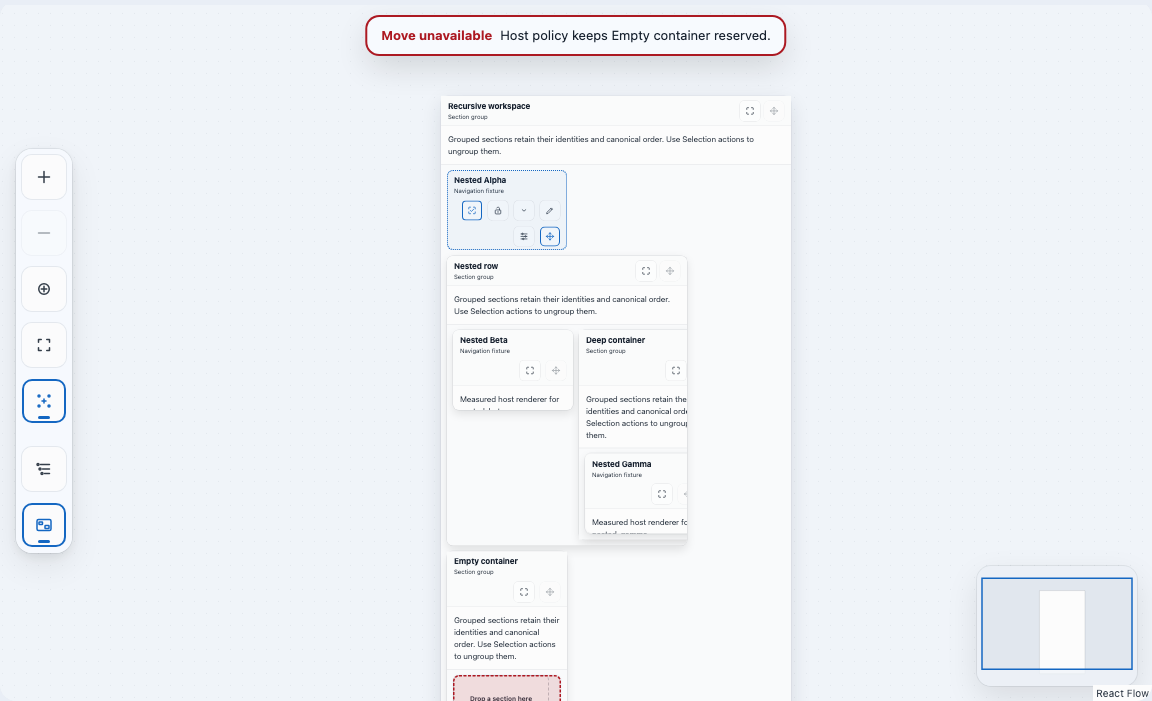 Move unavailable Host policy keeps Empty container reserved.
Recursive workspace
Section group
Grouped sections retain their identities and canonical order. Use Selection actions to
ungroup them.
Nested Alpha
Navigation fixture
Nested row
Section group
Grouped sections retain their identities and canonical order.
Use Selection actions to ungroup them.
Nested Beta
Navigation fixture
Measured host renderer for
Deep container
Section group
Grouped sections retain the
identities and canonical orde
Selection actions to ungroup
them.
Nested Gamma
Navigation fixture
Measured host renderer fo
Empty container
Section group
Grouped sections retain their
identities and canonical
order. Use Selection actions
to ungroup them.
Drop a section here
React Flow